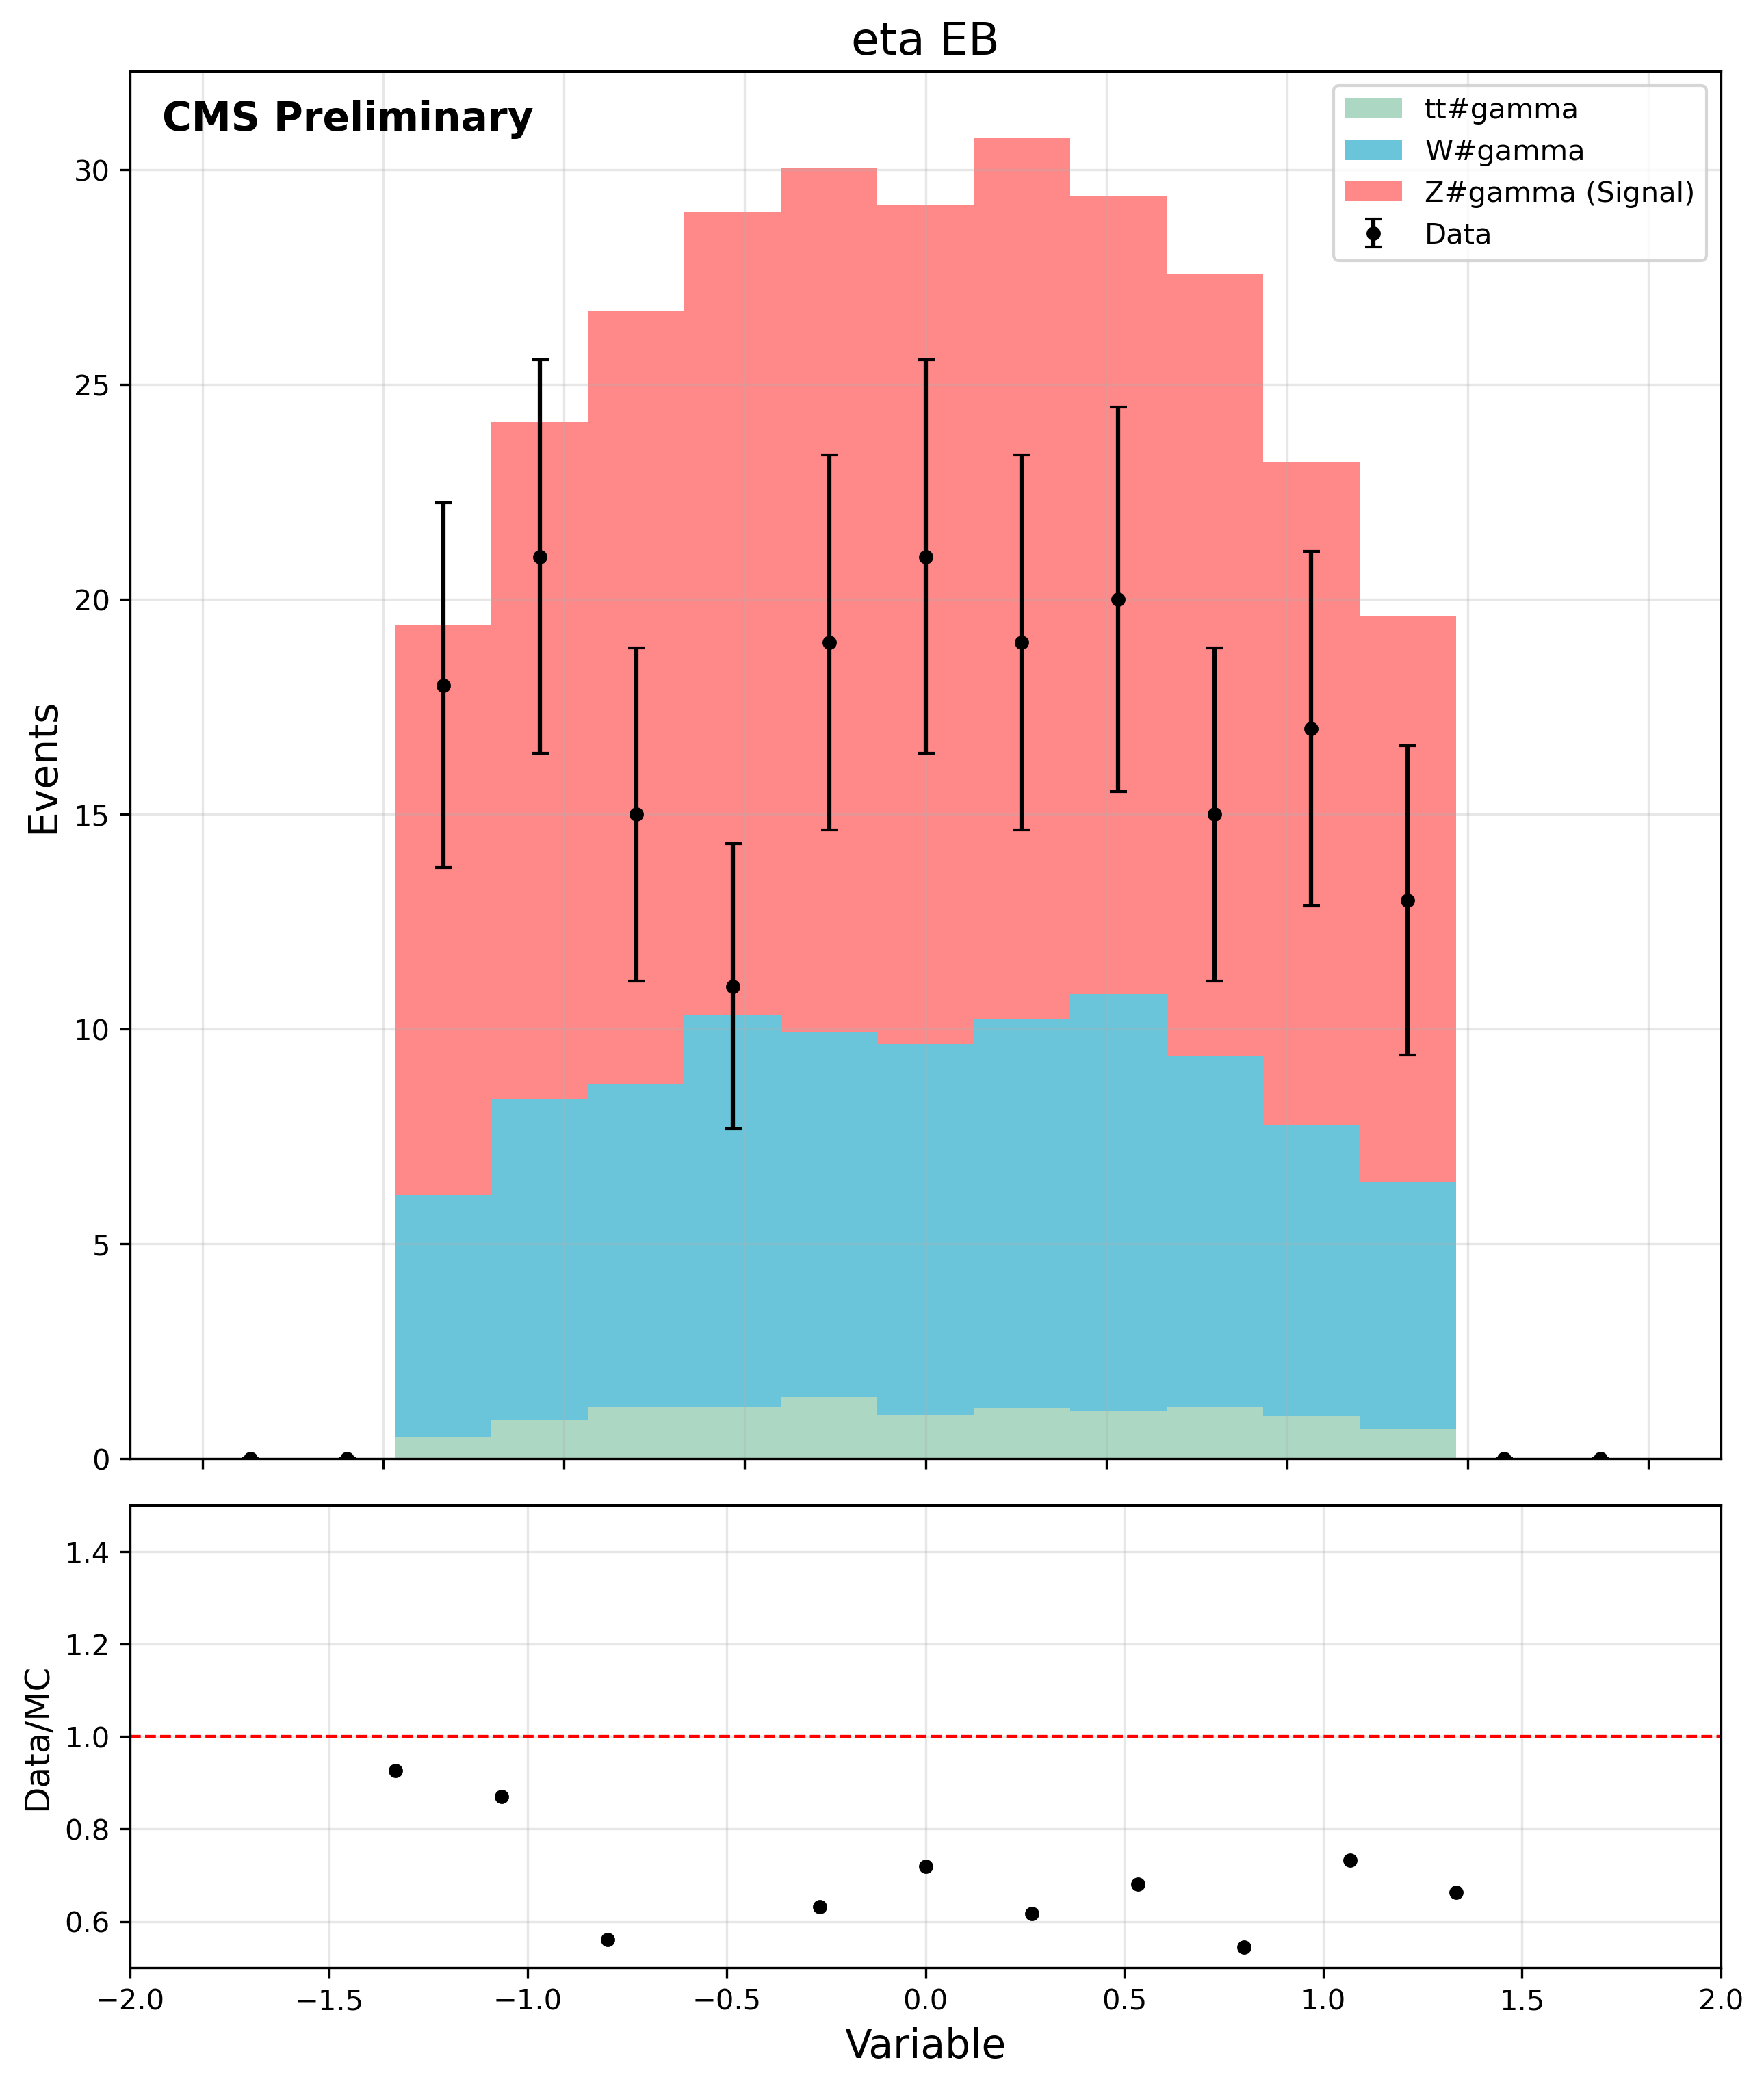 eta EB
CMS Preliminary
tt#gamma
W#gamma
Z#gamma (Signal)
Data
Events
30
25
20
15
10
5
0
Data/MC
1.4
1.2
1.0
0.8
0.6
−2.0 −1.5 −1.0 −0.5 0.0 0.5 1.0 1.5 2.0
Variable